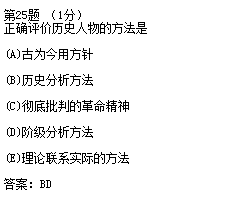 第25题 （1分）
正确评价历史人物的方法是
(A)古为今用方针
(B)历史分析方法
(C)彻底批判的革命精神
(D)阶级分析方法
(E)理论联系实际的方法
答案：BD